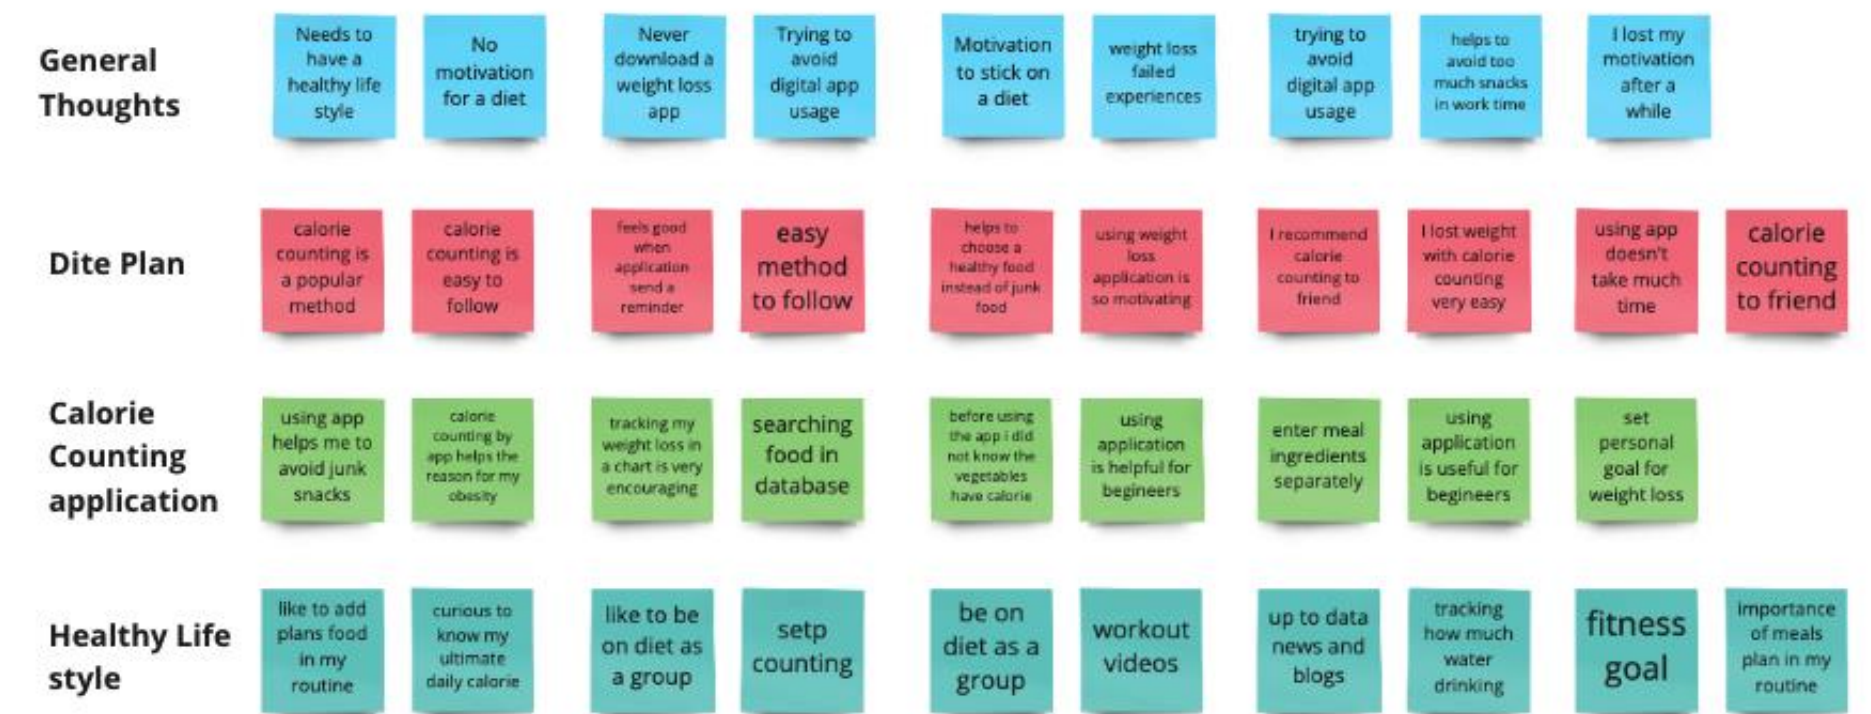 General
Thoughts
Needs to
have a
healthy life
style
No
motivation
for a diet
Never
download a
weight loss
app
Trying to
avoid
digital app
usage
Motivation
to stick on
a diet
weight loss
failed
experiences
trying to
avoid
digital app
usage
helps to
avoid too
much snacks
in work time
I lost my
motivation
after a
while
Dite Plan
calorie
counting is
a popular
method
calorie
counting is
easy to
follow
feels good
when
application
send a
reminder
easy
method
to follow
helps to
choose a
healthy food
instead of junk
food
using weight
loss
application is
so motivating
I recommend
calorie
counting to
friend
I lost weight
with calorie
counting
very easy
using app
doesn't
take much
time
calorie
counting
to friend
Calorie
Counting
application
using app
helps me to
avoid junk
snacks
calorie
counting by
app helps the
reason for my
obesity
tracking my
weight loss in
a chart is very
encouraging
searching
food in
database
before using
the app i did
not know the
vegetables
have calorie
using
application
is helpful for
begineers
enter meal
ingredients
separately
using
application
is useful for
begineers
set
personal
goal for
weight loss
Healthy Life
style
like to add
plans food
in my
routine
curious to
know my
ultimate
daily calorie
like to be
on diet as
a group
setp
counting
be on
diet as a
group
workout
videos
up to data
news and
blogs
tracking
how much
water
drinking
fitness
goal
importance
of meals
plan in my
routine